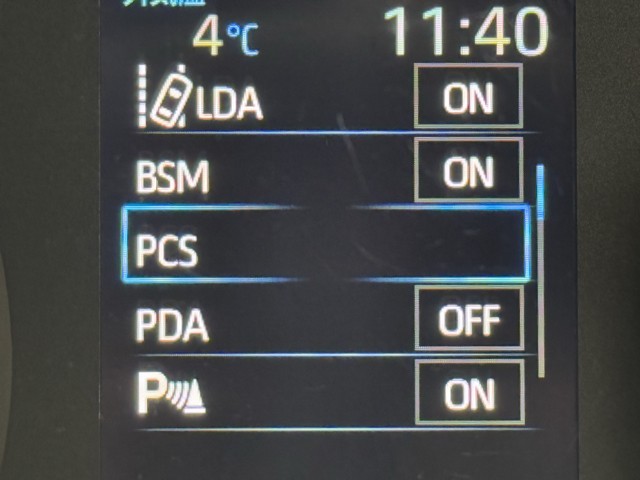 4℃ 11:40
LDA ON
BSM ON
PCS
PDA OFF
P ON